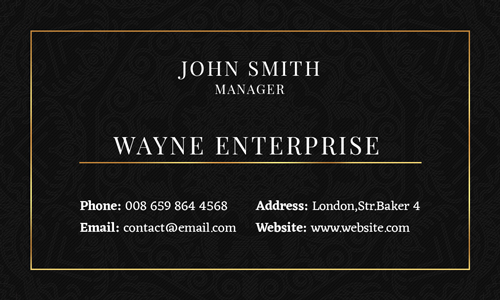 JOHN SMITH
MANAGER
WAYNE ENTERPRISE
Phone: 008 659 864 4568 Address: London,Str.Baker 4
Email: contact@email.com Website: www.website.com